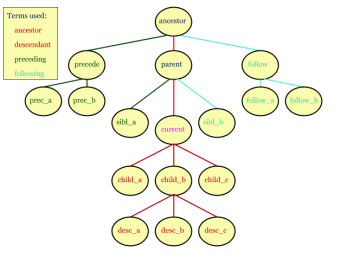 Terms used:
ancestor
descendant
preceding
following
ancestor
precede
parent
follow
prec_a
prec_b
follow_a
follow_b
sibl_a
current
sibl_b
child_a
child_b
child_c
desc_a
desc_b
desc_c